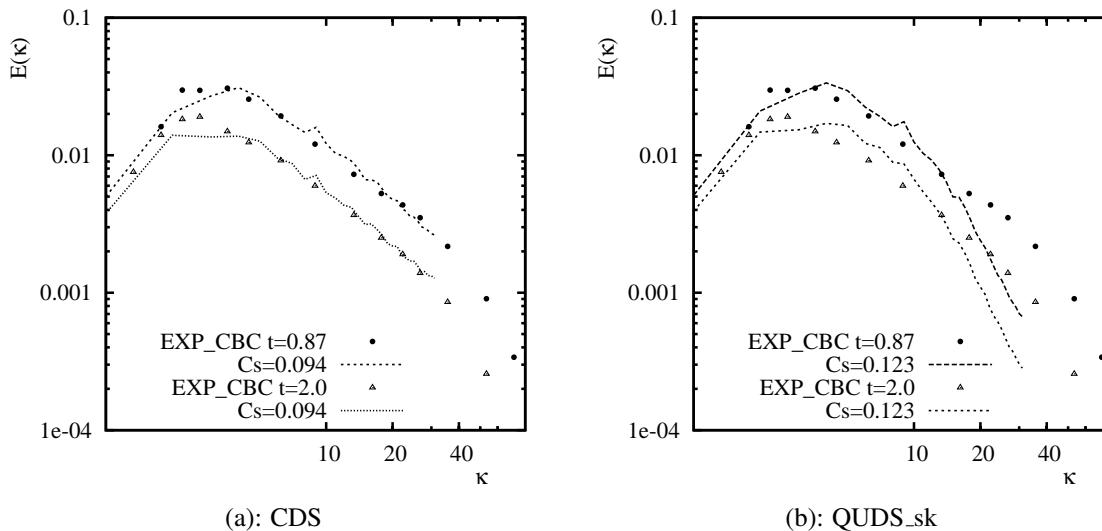 E(κ)
0.1
0.01
0.001
1e-04
EXP_CBC t=0.87
Cs=0.094
EXP_CBC t=2.0
Cs=0.094
10
20
40
κ
(a): CDS
E(κ)
0.1
0.01
0.001
1e-04
EXP_CBC t=0.87
Cs=0.123
EXP_CBC t=2.0
Cs=0.123
10
20
40
κ
(b): QUDS_sk